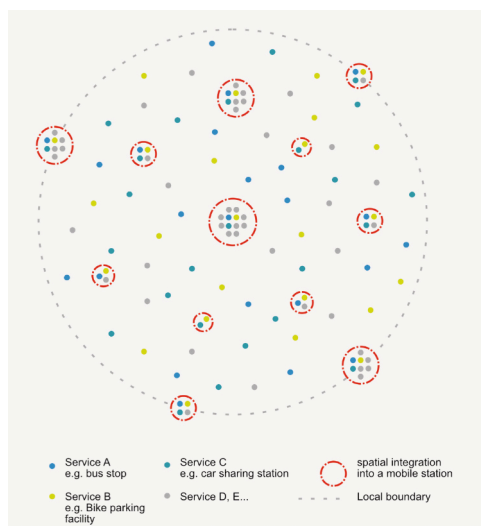 Service A
e.g. bus stop
Service C
e.g. car sharing station
spatial integration
into a mobile station
Service B
e.g. Bike parking
facility
Service D, E...
Local boundary